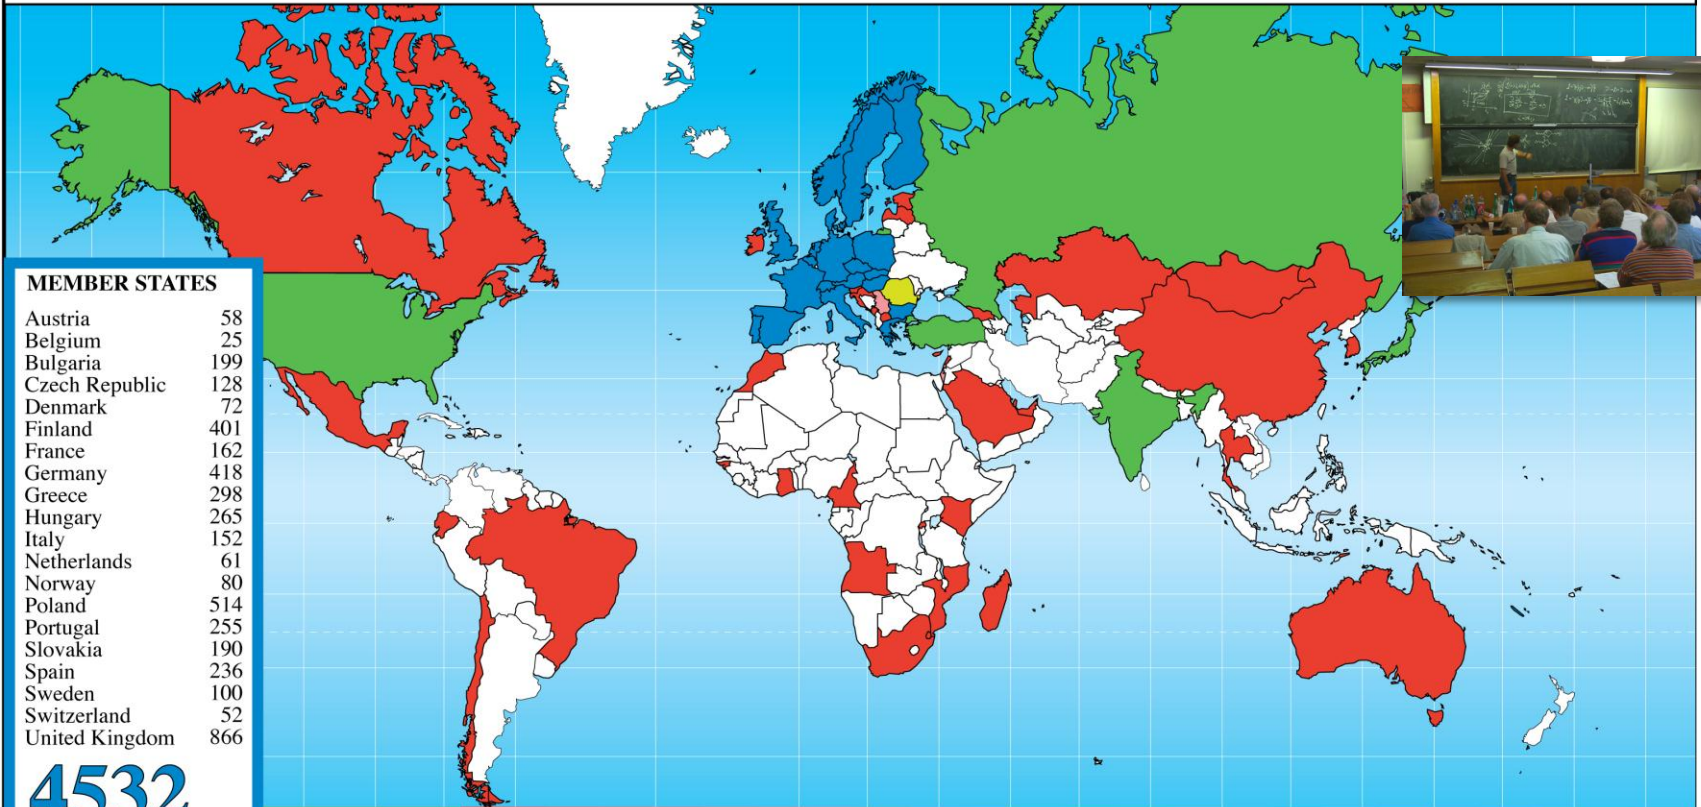 MEMBER STATES
Austria 58
Belgium 25
Bulgaria 199
Czech Republic 128
Denmark 72
Finland 401
France 162
Germany 418
Greece 298
Hungary 265
Italy 152
Netherlands 61
Norway 80
Poland 514
Portugal 255
Slovakia 190
Spain 236
Sweden 100
Switzerland 52
United Kingdom 866
4532